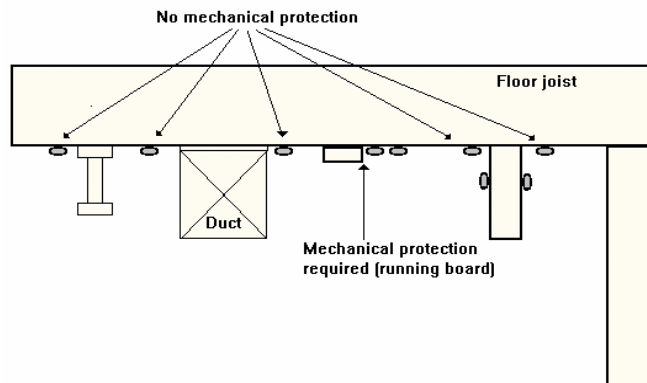 No mechanical protection
Floor joist
Duct
Mechanical protection
required (running board)